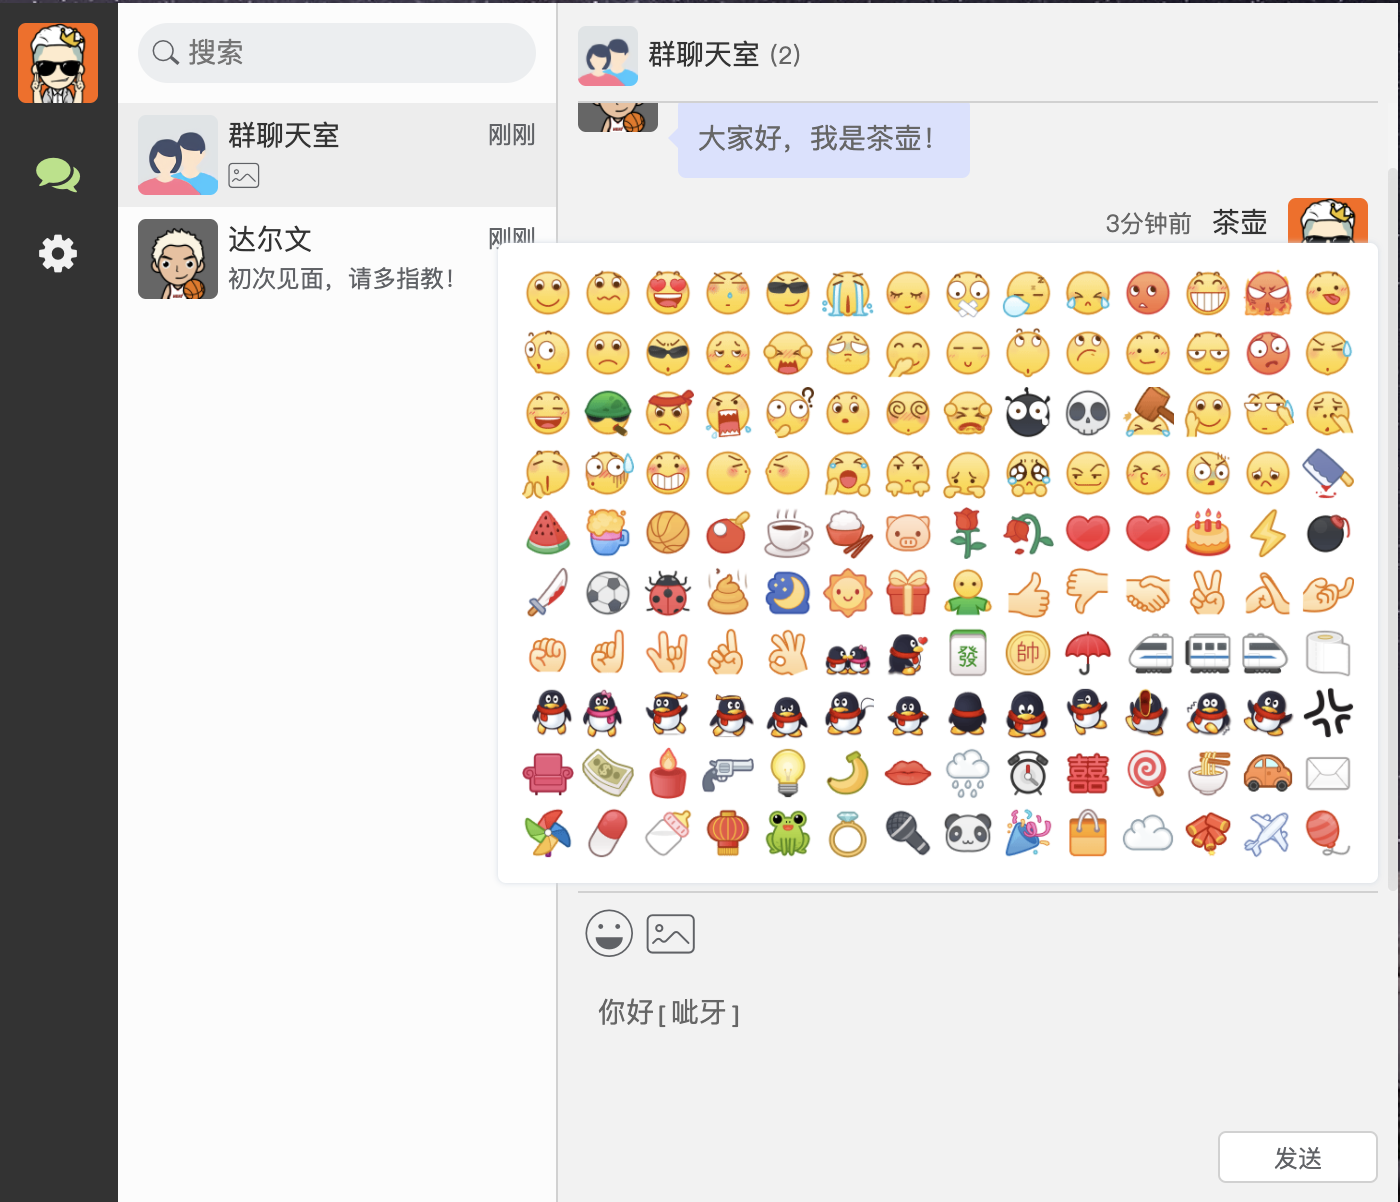 搜索
群聊天室 刚刚
达尔文 刚刚
初次见面，请多指教！
群聊天室 (2)
大家好，我是茶壶！
3分钟前 茶壶
發
帥
囍
你好[呲牙]
发送